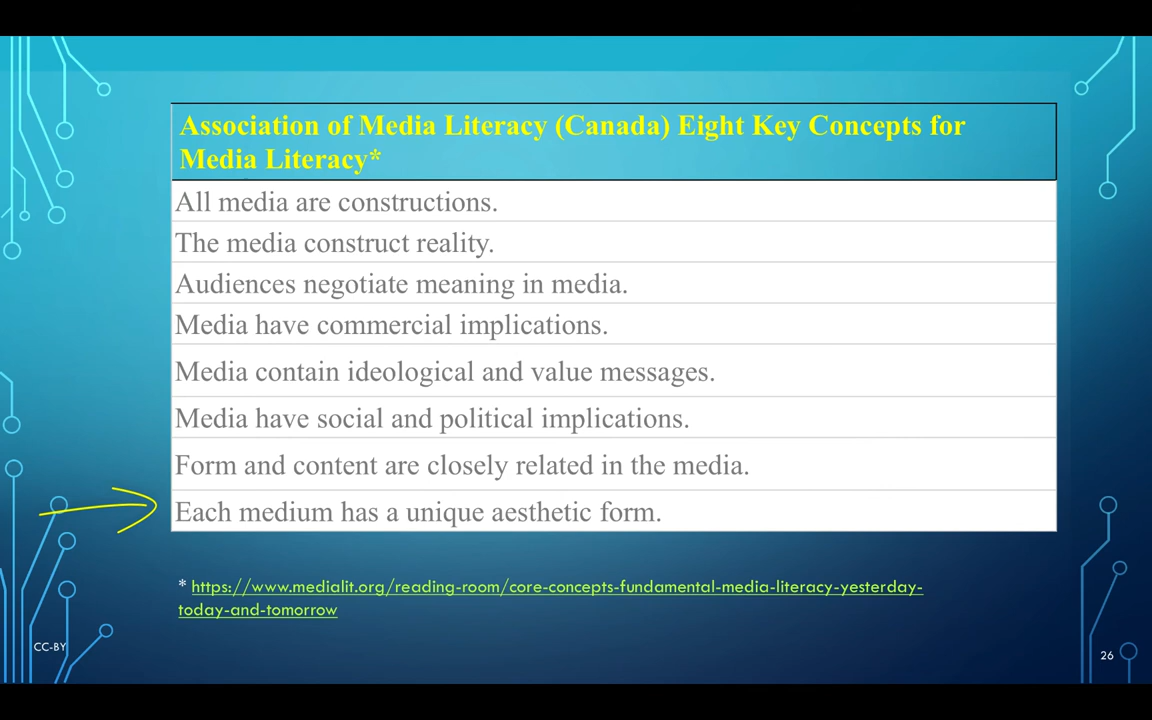 Association of Media Literacy (Canada) Eight Key Concepts for
Media Literacy*
All media are constructions.
The media construct reality.
Audiences negotiate meaning in media.
Media have commercial implications.
Media contain ideological and value messages.
Media have social and political implications.
Form and content are closely related in the media.
Each medium has a unique aesthetic form.
* https://www.medialit.org/reading-room/core-concepts-fundamental-media-literacy-yesterday-
today-and-tomorrow
CC-BY
26